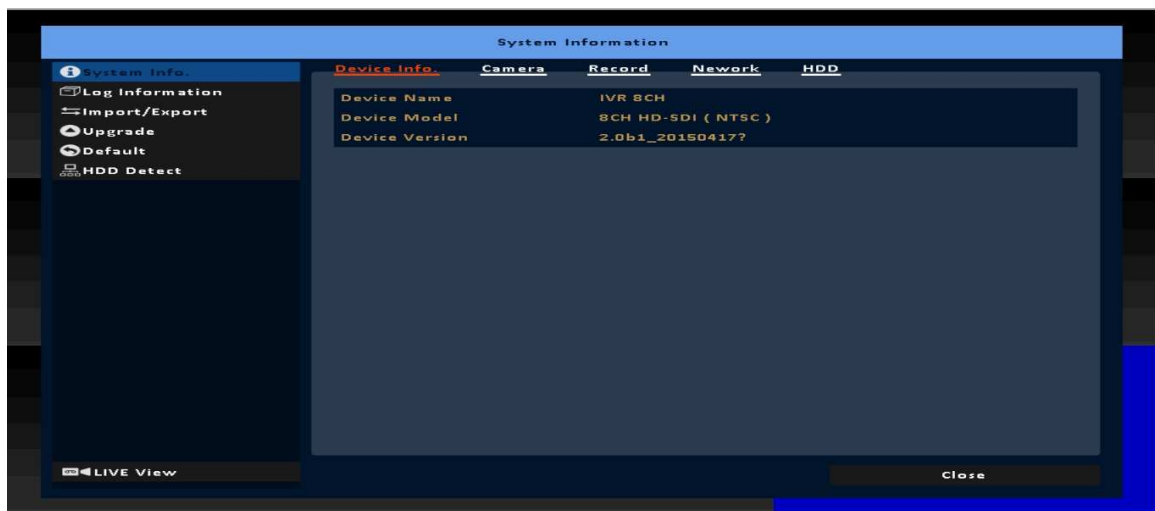 System Information
System Info.
Log Information
Import/Export
Upgrade
Default
HDD Detect
LIVE View
Device Info. Camera Record Nework HDD
Device Name IVR 8CH
Device Model 8CH HD-SDI ( NTSC )
Device Version 2.0b1_20150417?
Close